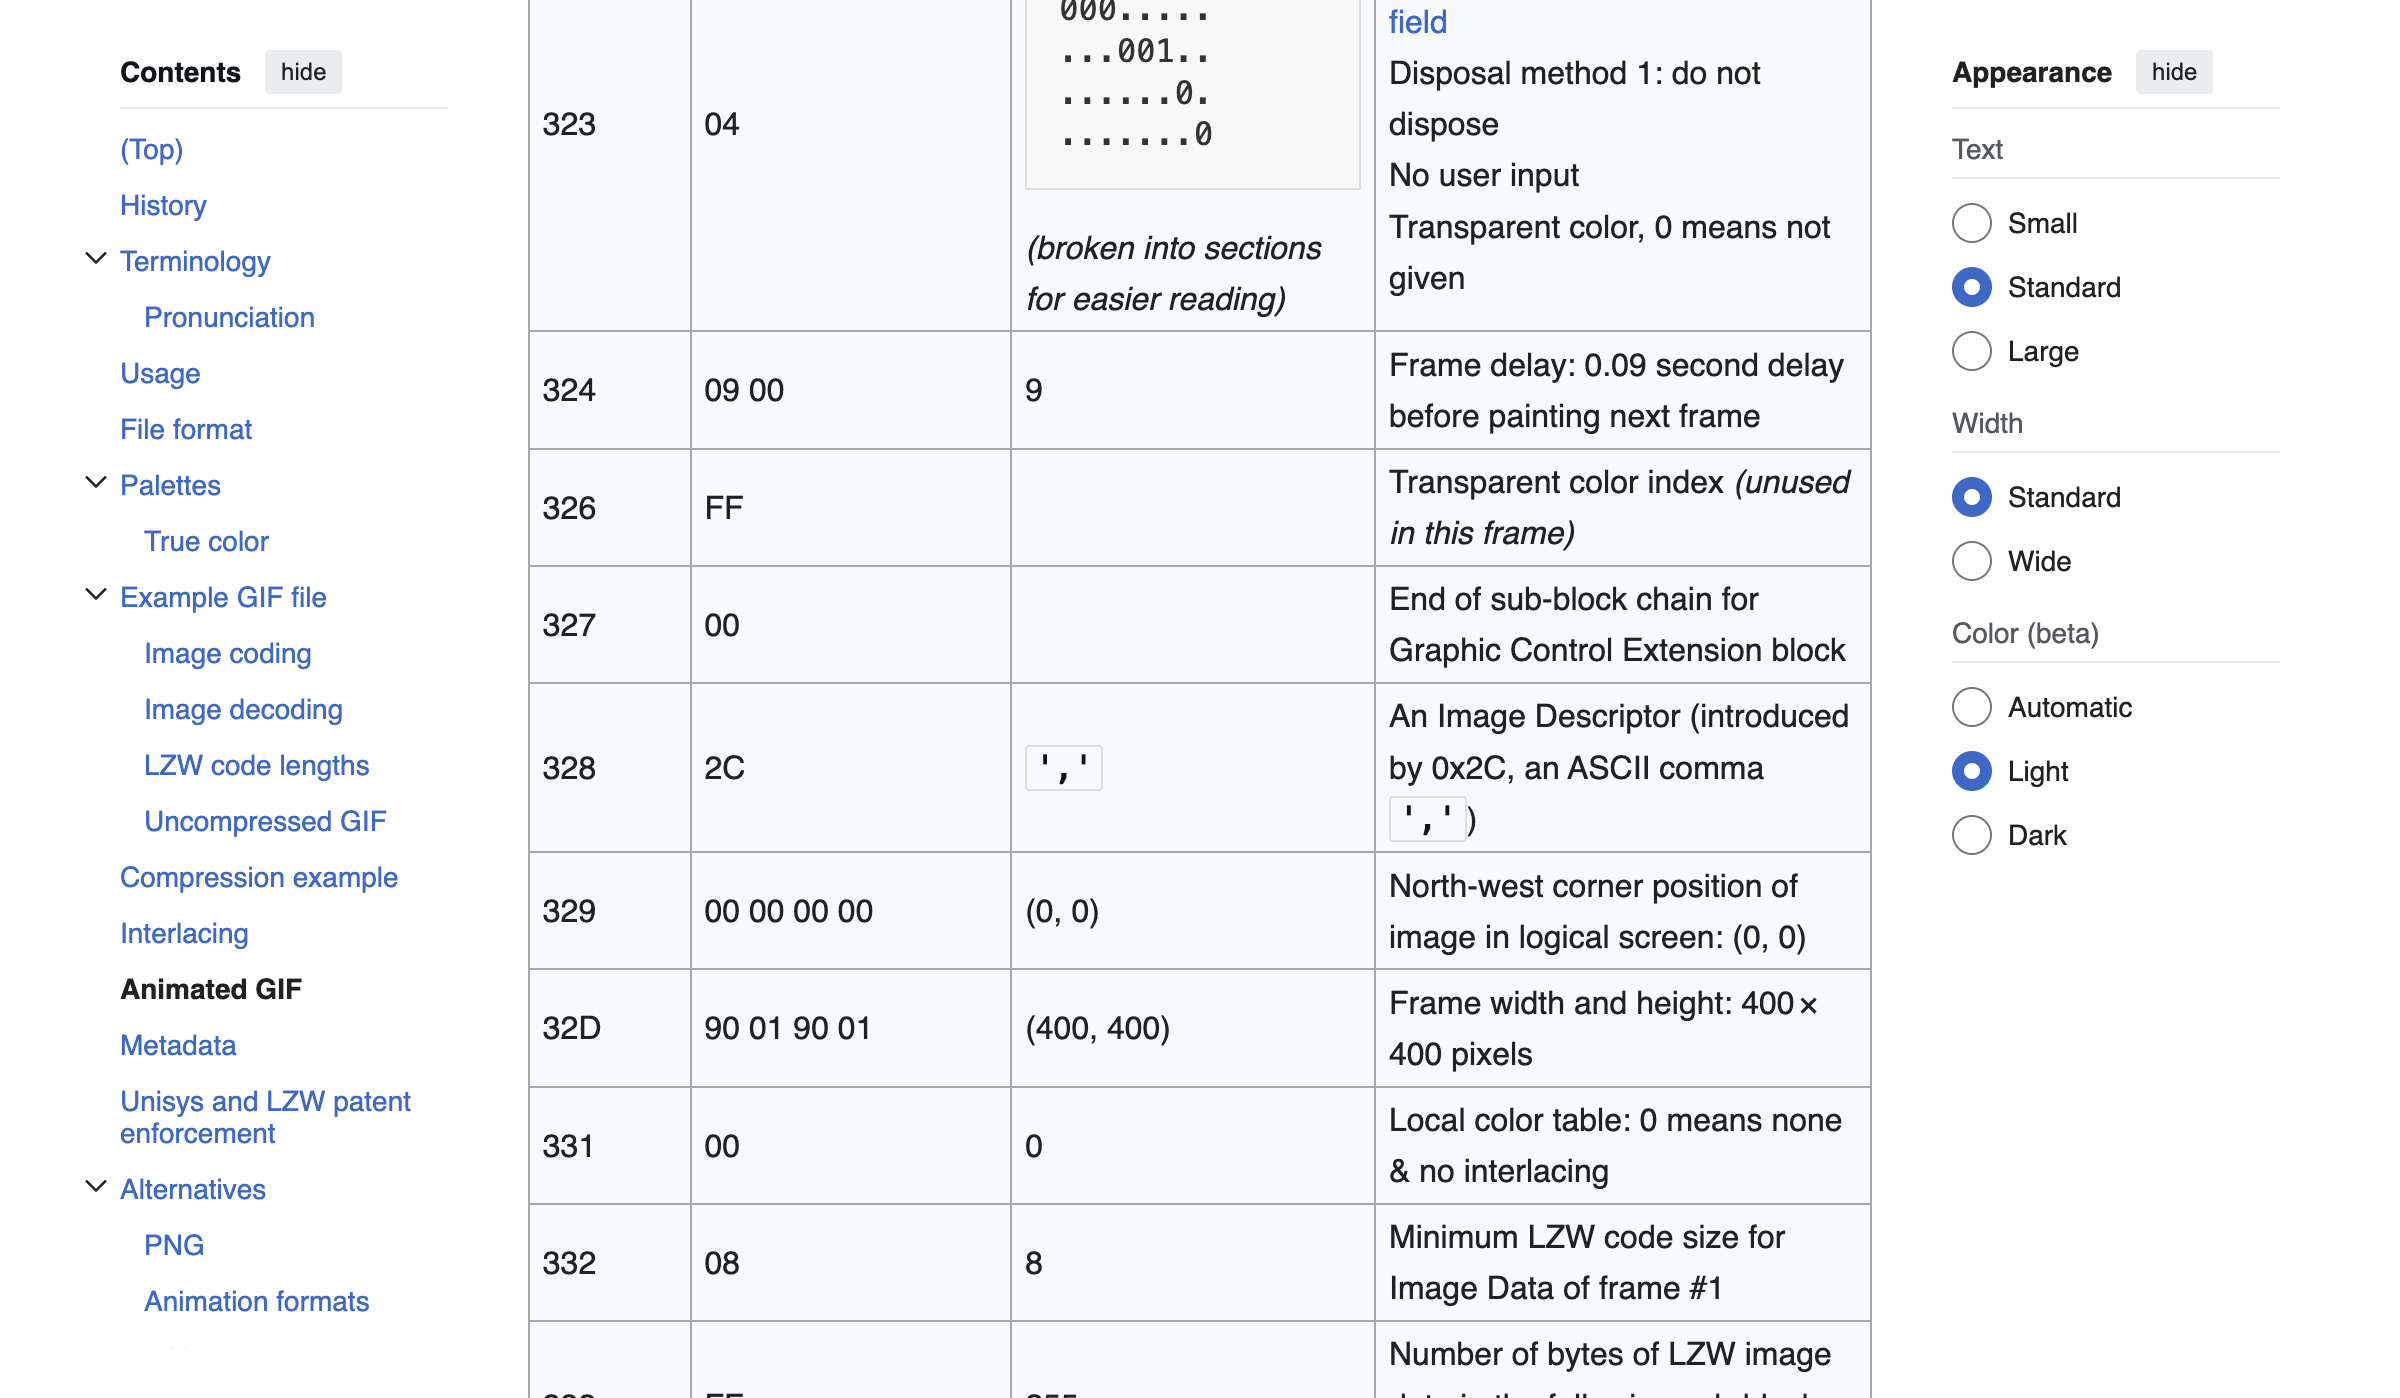 Contents hide
(Top)
History
Terminology
Pronunciation
Usage
File format
Palettes
True color
Example GIF file
Image coding
Image decoding
LZW code lengths
Uncompressed GIF
Compression example
Interlacing
Animated GIF
Metadata
Unisys and LZW patent
enforcement
Alternatives
PNG
Animation formats
323
04
000.....
...001..
......0.
.......0
(broken into sections
for easier reading)
field
Disposal method 1: do not
dispose
No user input
Transparent color, 0 means not
given
324
09 00
9
Frame delay: 0.09 second delay
before painting next frame
326
FF
Transparent color index (unused
in this frame)
327
00
End of sub-block chain for
Graphic Control Extension block
328
2C
','
An Image Descriptor (introduced
by 0x2C, an ASCII comma
',')
329
00 00 00 00
(0, 0)
North-west corner position of
image in logical screen: (0, 0)
32D
90 01 90 01
(400, 400)
Frame width and height: 400 ×
400 pixels
331
00
0
Local color table: 0 means none
& no interlacing
332
08
8
Minimum LZW code size for
Image Data of frame #1
Number of bytes of LZW image
Appearance hide
Text
Small
Standard
Large
Width
Standard
Wide
Color (beta)
Automatic
Light
Dark